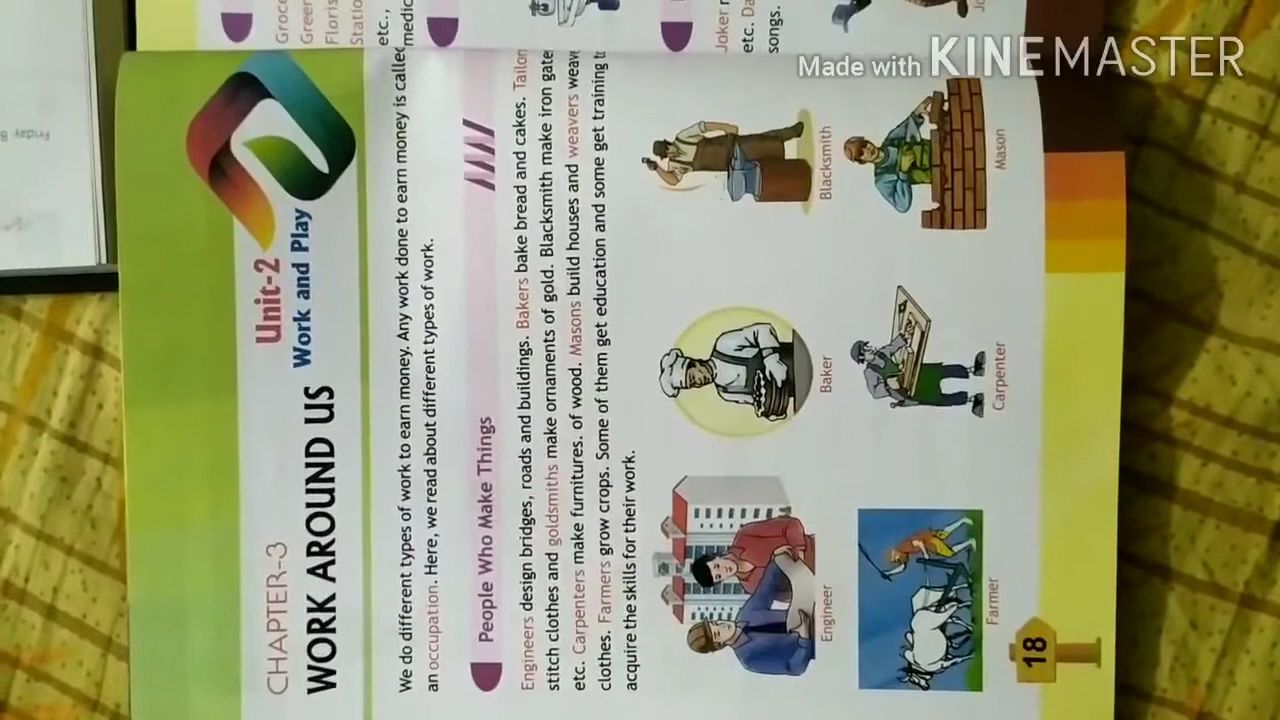 Made with KINEMASTER
CHAPTER-3
WORK AROUND US
Unit-2
Work and Play
We do different types of work to earn money. Any work done to earn money is called
an occupation. Here, we read about different types of work.
People Who Make Things
Engineers design bridges, roads and buildings. Bakers bake bread and cakes.
stitch clothes and goldsmiths make ornaments of gold. Blacksmith make iron
etc. Carpenters make furnitures. of wood. Masons build houses and weavers
clothes. Farmers grow crops. Some of them get education and some get training
acquire the skills for their work.
Engineer
Baker
Blacksmith
Farmer
Carpenter
Mason
18
etc.,
Joker
etc.
songs.
Friday